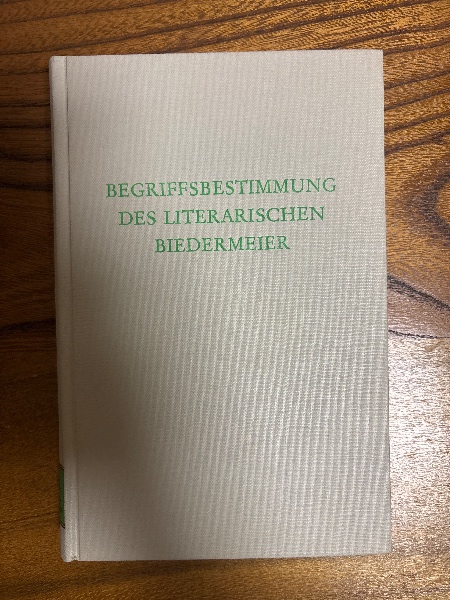 BEGRIFFSBESTIMMUNG
DES LITERARISCHEN
BIEDERMEIER